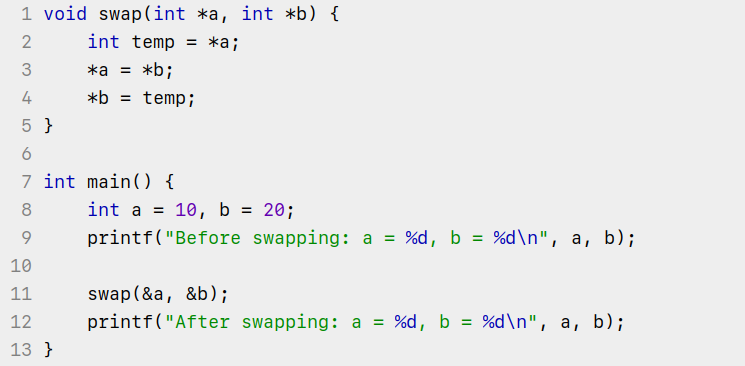 1 void swap(int *a, int *b) {
2     int temp = *a;
3     *a = *b;
4     *b = temp;
5 }
6
7 int main() {
8     int a = 10, b = 20;
9     printf("Before swapping: a = %d, b = %d\n", a, b);
10
11     swap(&a, &b);
12     printf("After swapping: a = %d, b = %d\n", a, b);
13 }